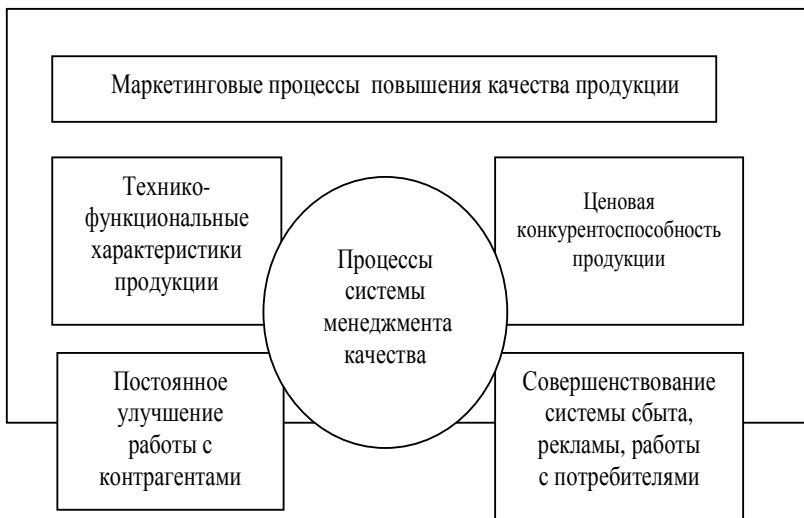 Маркетинговые процессы повышения качества продукции
Технико-
функциональные
характеристики
продукции
Ценовая
конкурентоспособность
продукции
Процессы
системы
менеджмента
качества
Постоянное
улучшение
работы с
контрагентами
Совершенствование
системы сбыта,
рекламы, работы
с потребителями